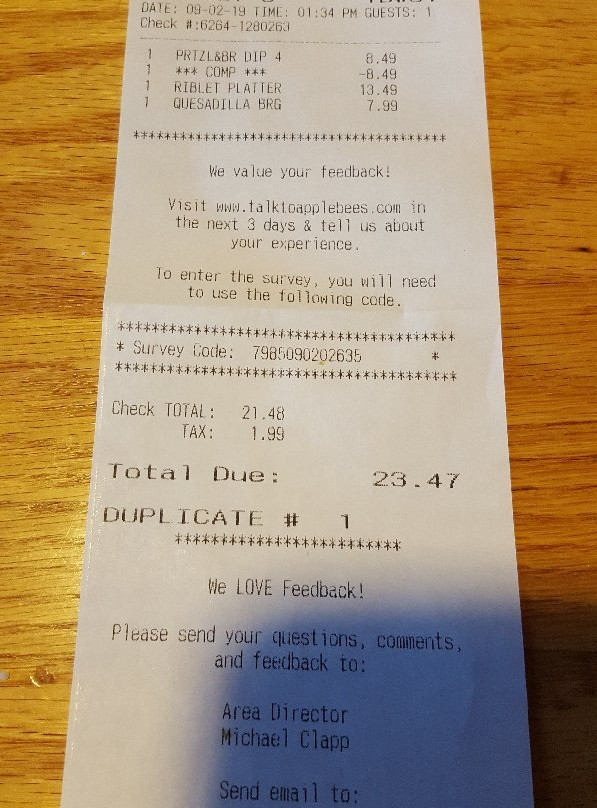 DATE: 09-02-19 TIME: 01:34 PM GUESTS: 1
Check #:6264-1280263
1 PRTZL&BR DIP 4 8.49
1 *** COMP *** -8.49
1 RIBLET PLATTER 13.49
1 QUESADILLA BRG 7.99
*************************************
We value your feedback!
Visit www.talktoapplebees.com in
the next 3 days & tell us about
your experience.
To enter the survey, you will need
to use the following code.
***************************************
* Survey Code: 7985090202635 *
***************************************
Check TOTAL: 21.48
TAX: 1.99
Total Due: 23.47
DUPLICATE # 1
*************************
We LOVE Feedback!
Please send your questions, comments,
and feedback to:
Area Director
Michael Clapp
Send email to: